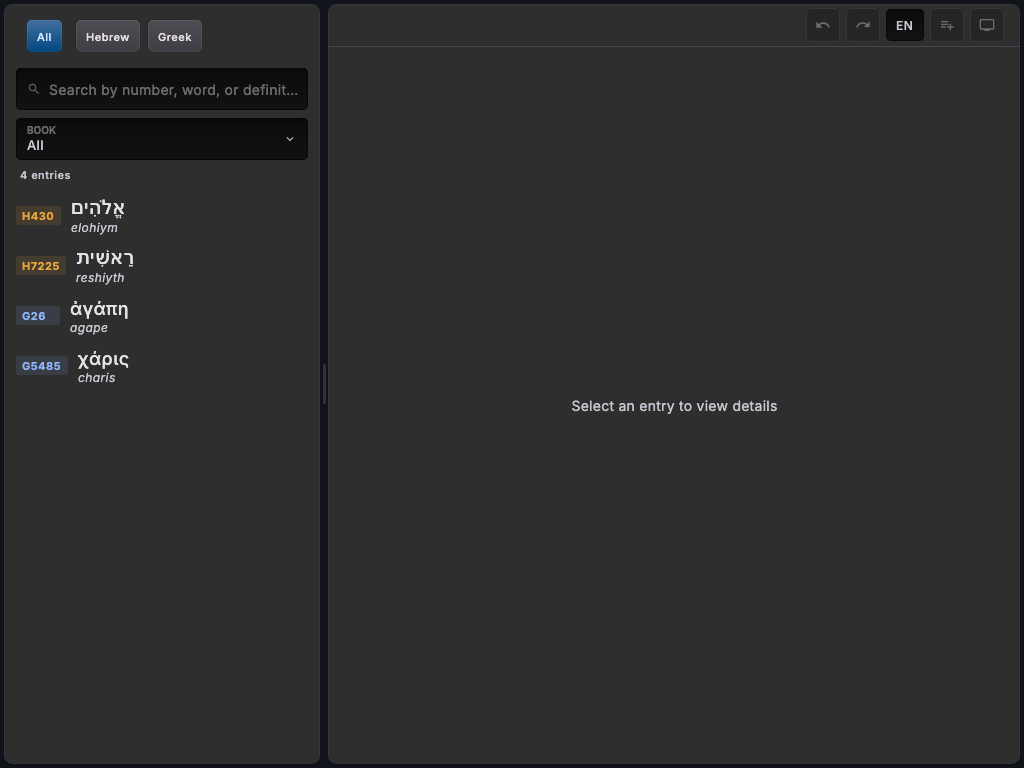 All
Hebrew
Greek
EN
Search by number, word, or definit...
BOOK
All
4 entries
H430
אֱלֹהִים
elohiym
H7225
רֵאשִׁית
reshiyth
G26
ἀγάπη
agape
G5485
χάρις
charis
Select an entry to view details